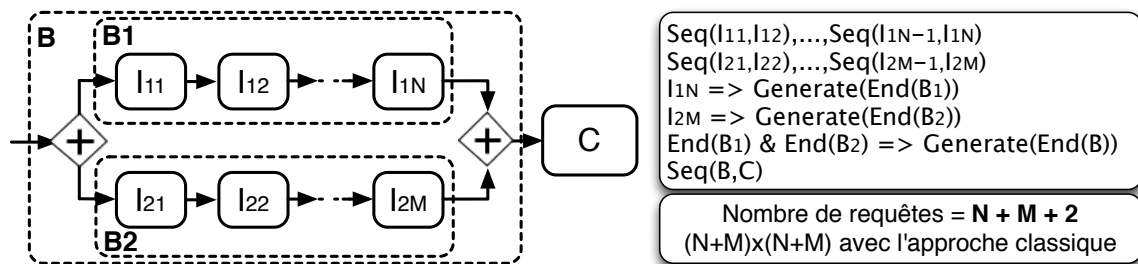 B
B1
I11
I12
I1N
+
+
C
I21
I22
I2M
B2
Seq(I11,I12),...,Seq(I1N-1,I1N)
Seq(I21,I22),...,Seq(I2M-1,I2M)
I1N => Generate(End(B1))
I2M => Generate(End(B2))
End(B1) & End(B2) => Generate(End(B))
Seq(B,C)
Nombre de requêtes = N + M + 2
(N+M)x(N+M) avec l'approche classique